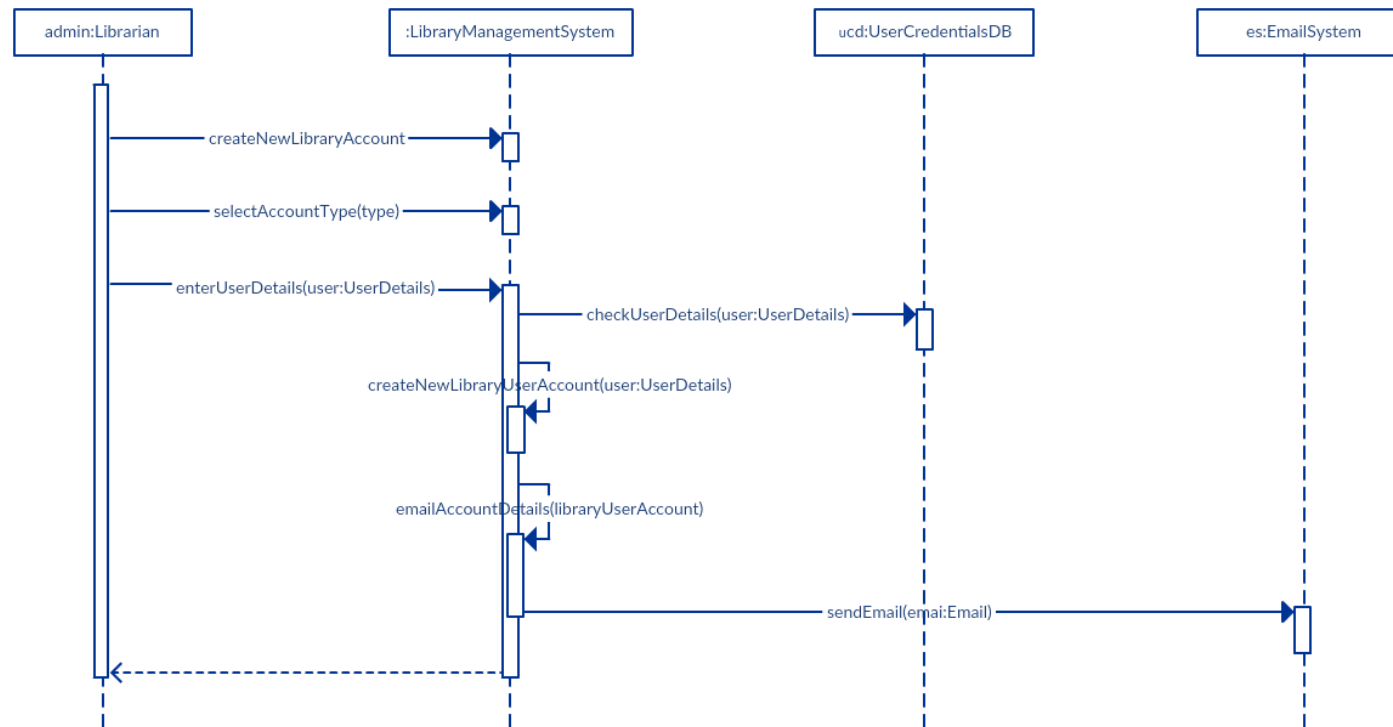 admin:Librarian
:LibraryManagementSystem
ucd:UserCredentialsDB
es:EmailSystem
createNewLibraryAccount
selectAccountType(type)
enterUserDetails(user:UserDetails)
checkUserDetails(user:UserDetails)
createNewLibraryUserAccount(user:UserDetails)
emailAccountDetails(libraryUserAccount)
sendEmail(emai:Email)